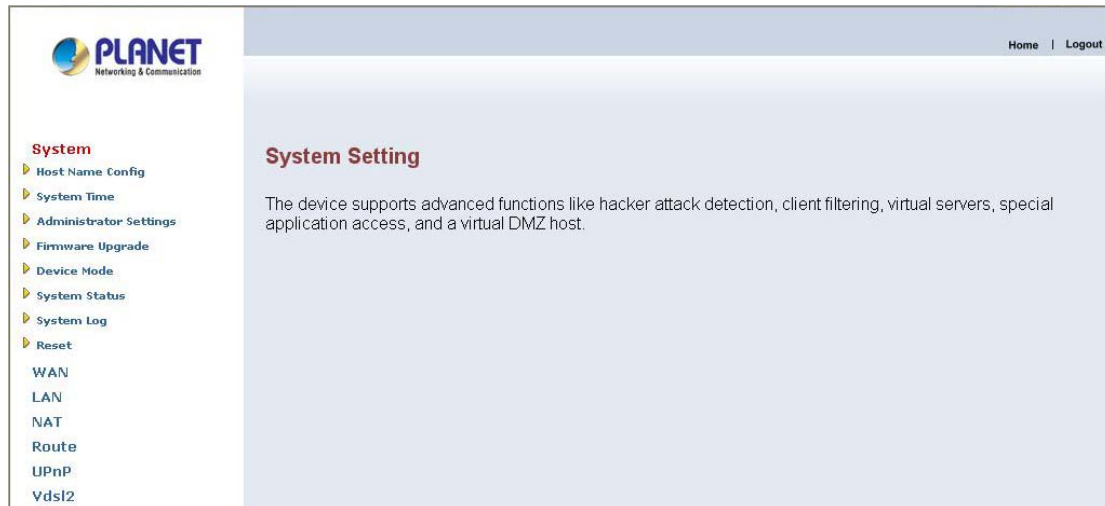 PLANET
Networking & Communication
Home | Logout
System
Host Name Config
System Time
Administrator Settings
Firmware Upgrade
Device Mode
System Status
System Log
Reset
WAN
LAN
NAT
Route
UPnP
Vdsl2
System Setting
The device supports advanced functions like hacker attack detection, client filtering, virtual servers, special
application access, and a virtual DMZ host.